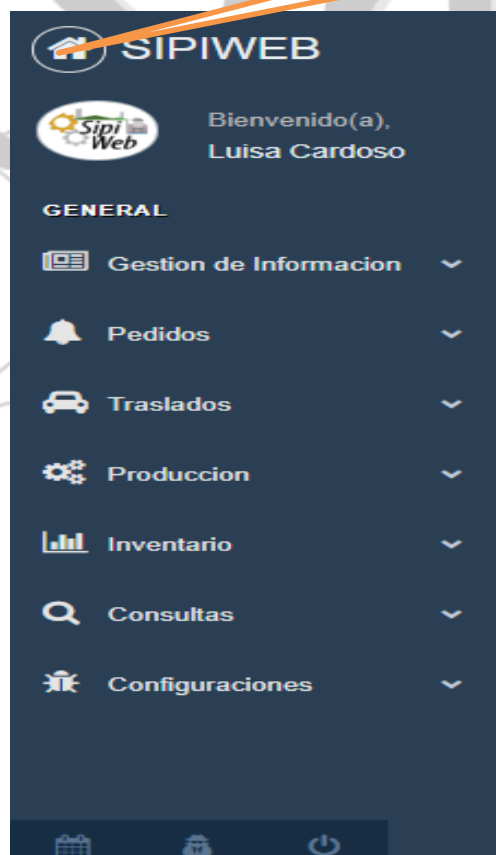 SIPIWEB
Sipi
Web
Bienvenido(a),
Luisa Cardoso
GENERAL
Gestion de Informacion
Pedidos
Traslados
Produccion
Inventario
Consultas
Configuraciones